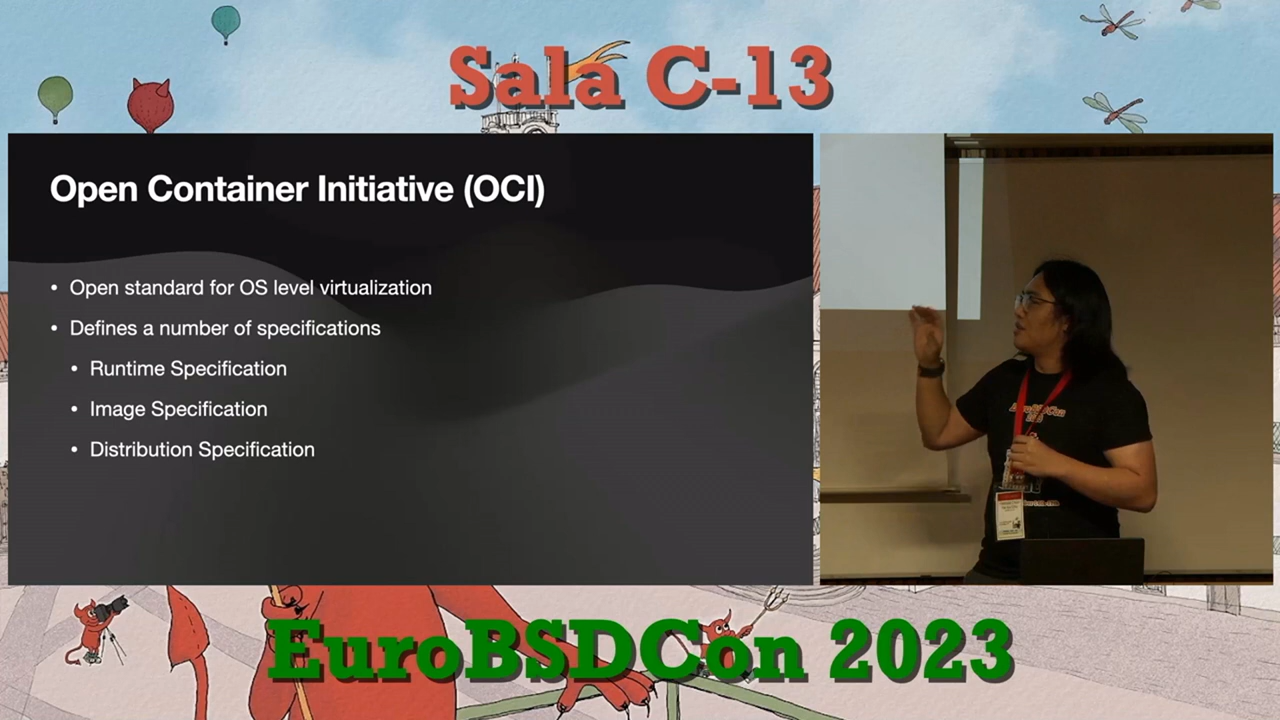 Sala C-13
Open Container Initiative (OCI)
• Open standard for OS level virtualization
• Defines a number of specifications
• Runtime Specification
• Image Specification
• Distribution Specification
EuroBSDCon
EuroBSDCon 2023